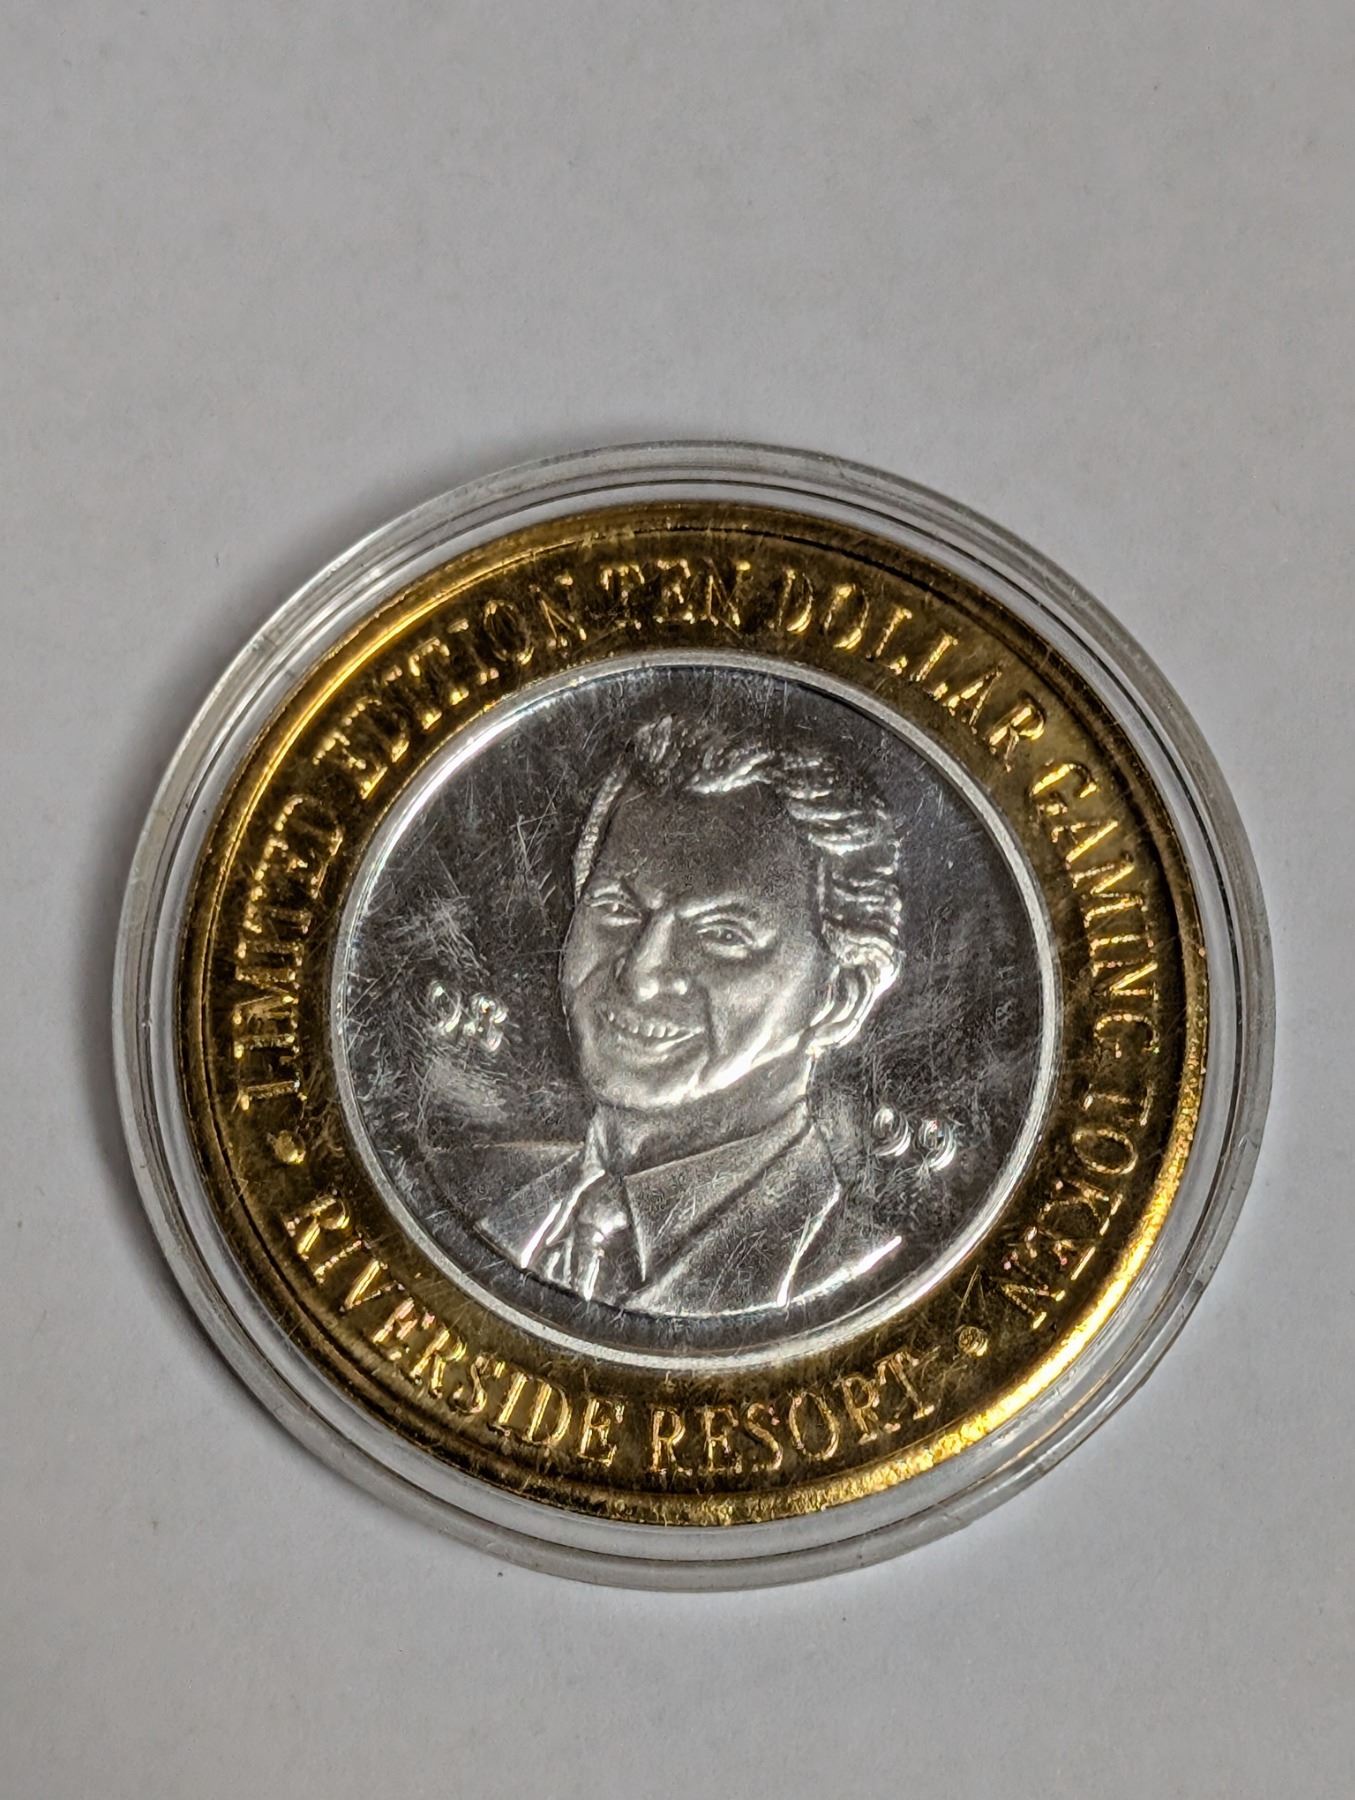 LIMITED EDITION TEN DOLLAR GAMING TOKEN
98
99
• RIVERSIDE RESORT •